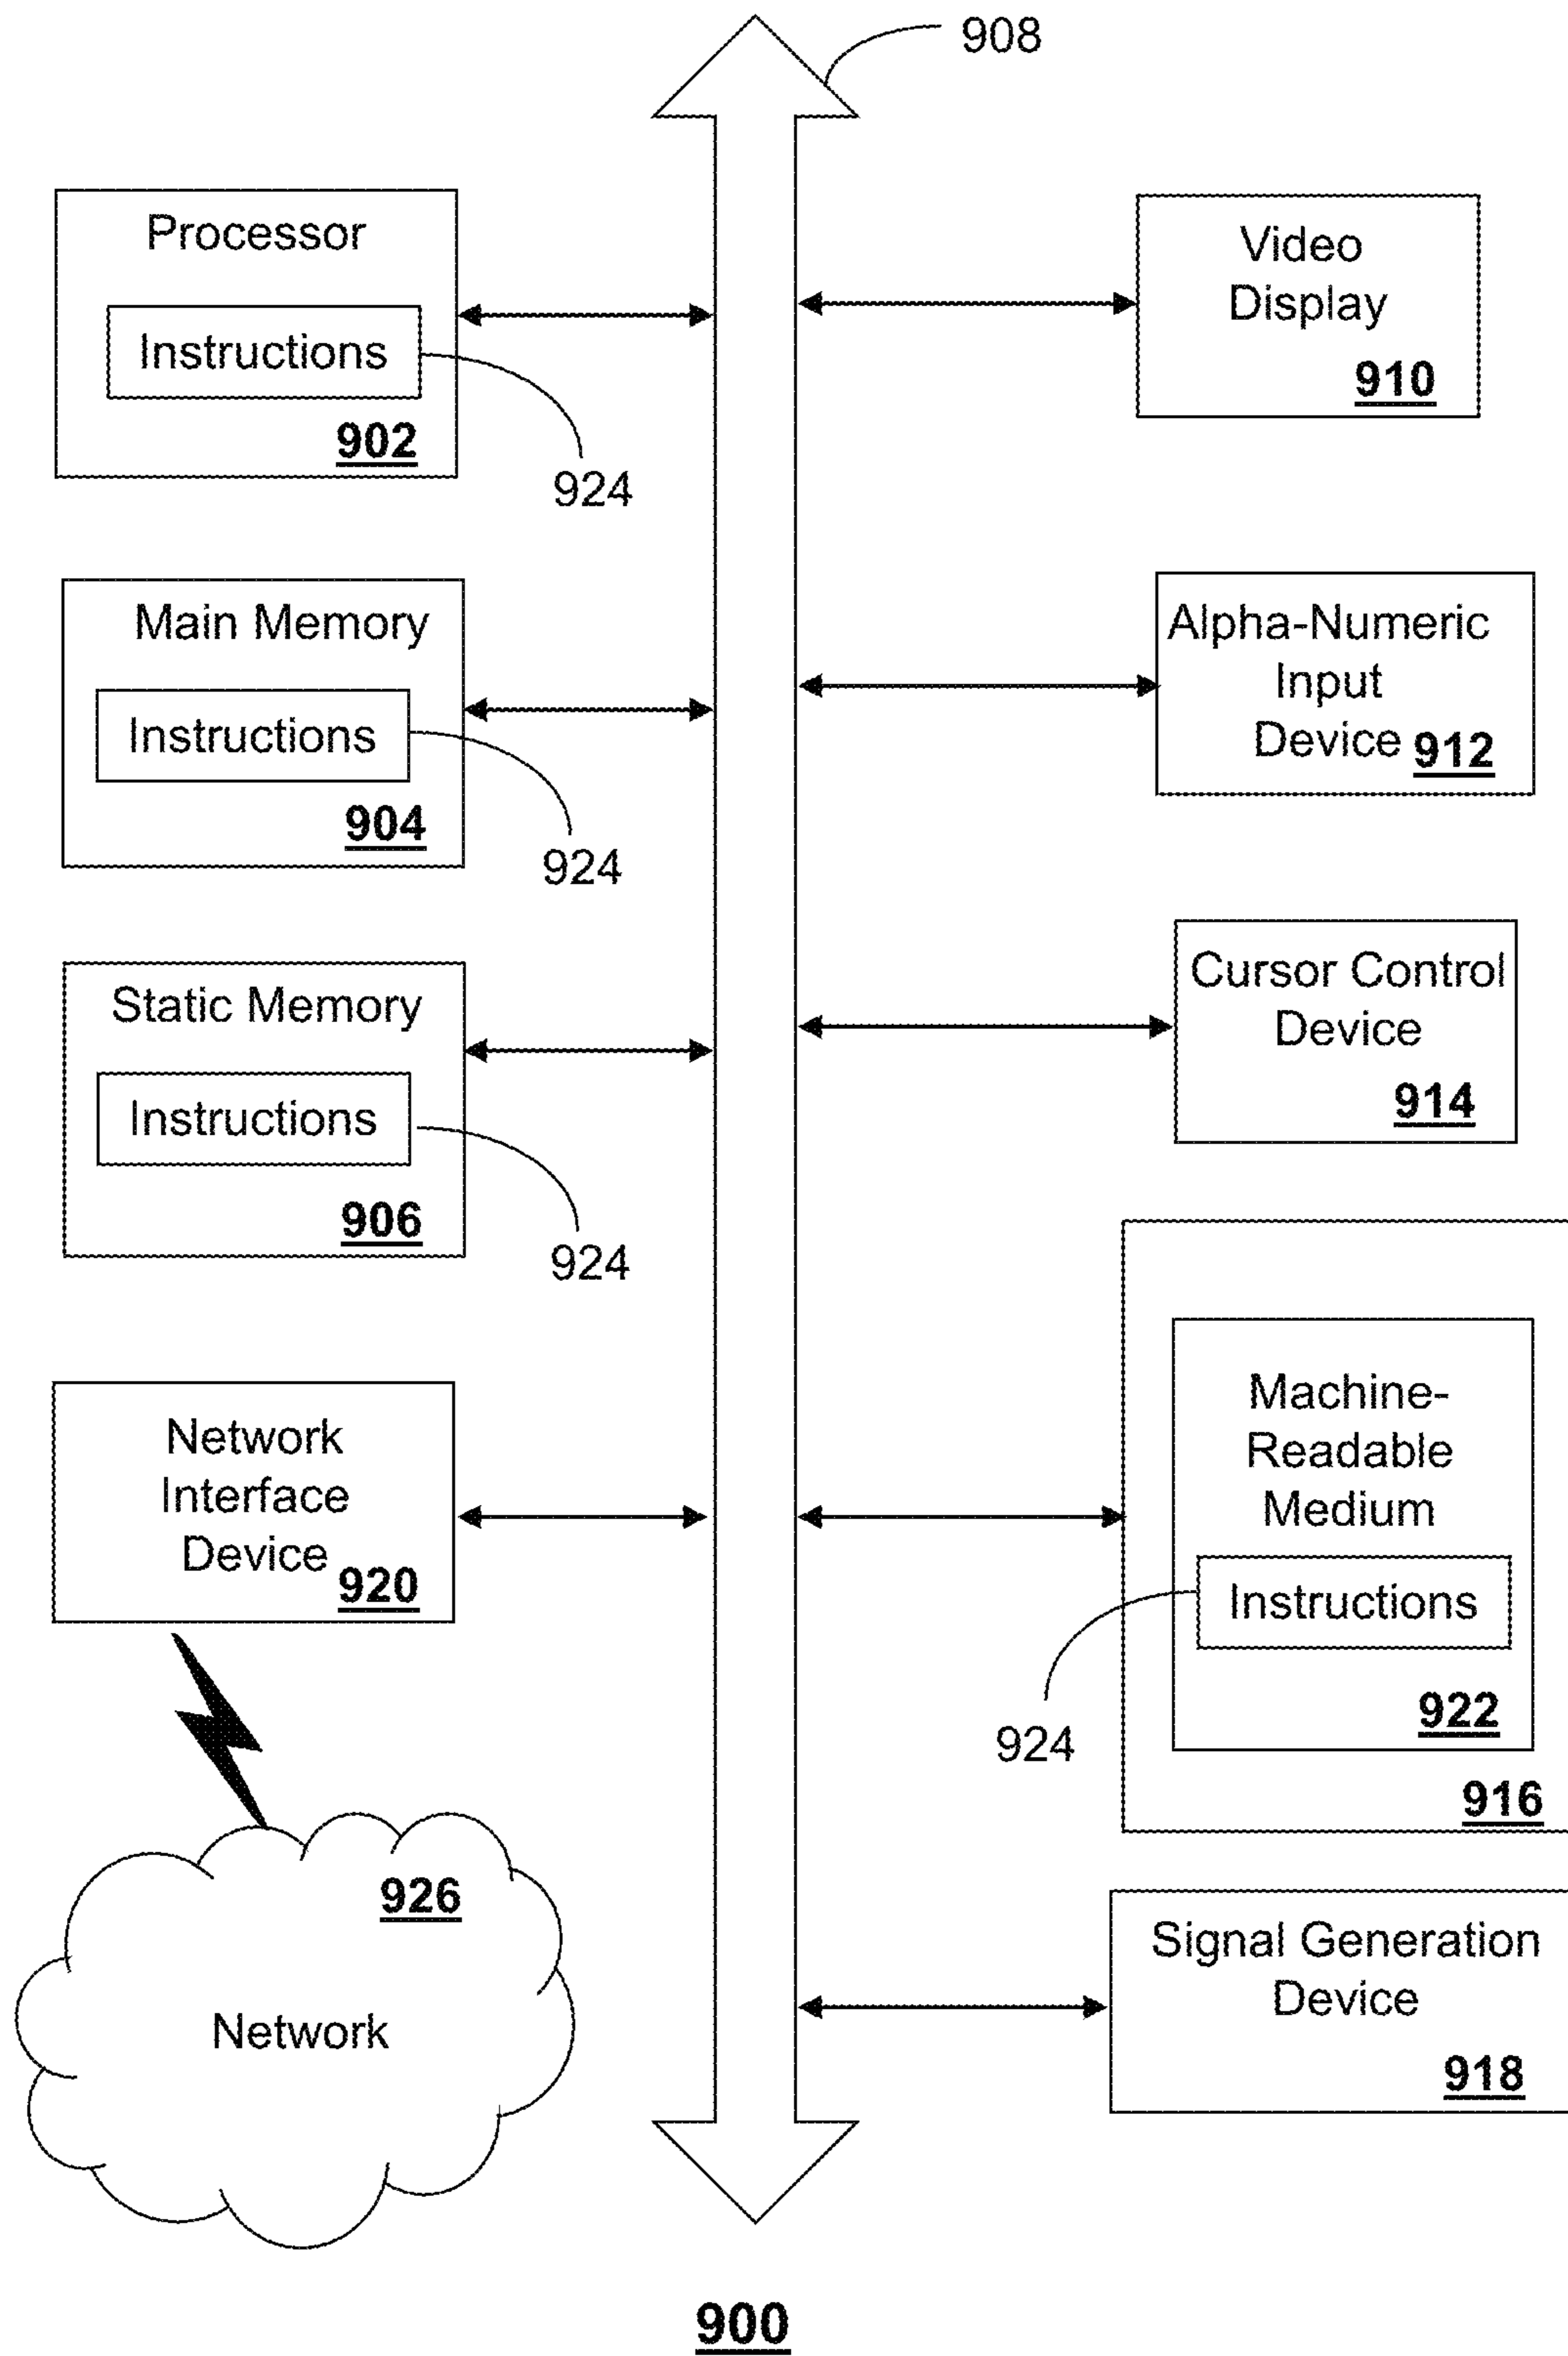 908
Processor
Instructions
902
924
Main Memory
Instructions
904
924
Static Memory
Instructions
906
924
Network
Interface
Device
920
926
Network
Video
Display
910
Alpha-Numeric
Input
Device
912
Cursor Control
Device
914
Machine-
Readable
Medium
Instructions
922
924
916
Signal Generation
Device
918
900